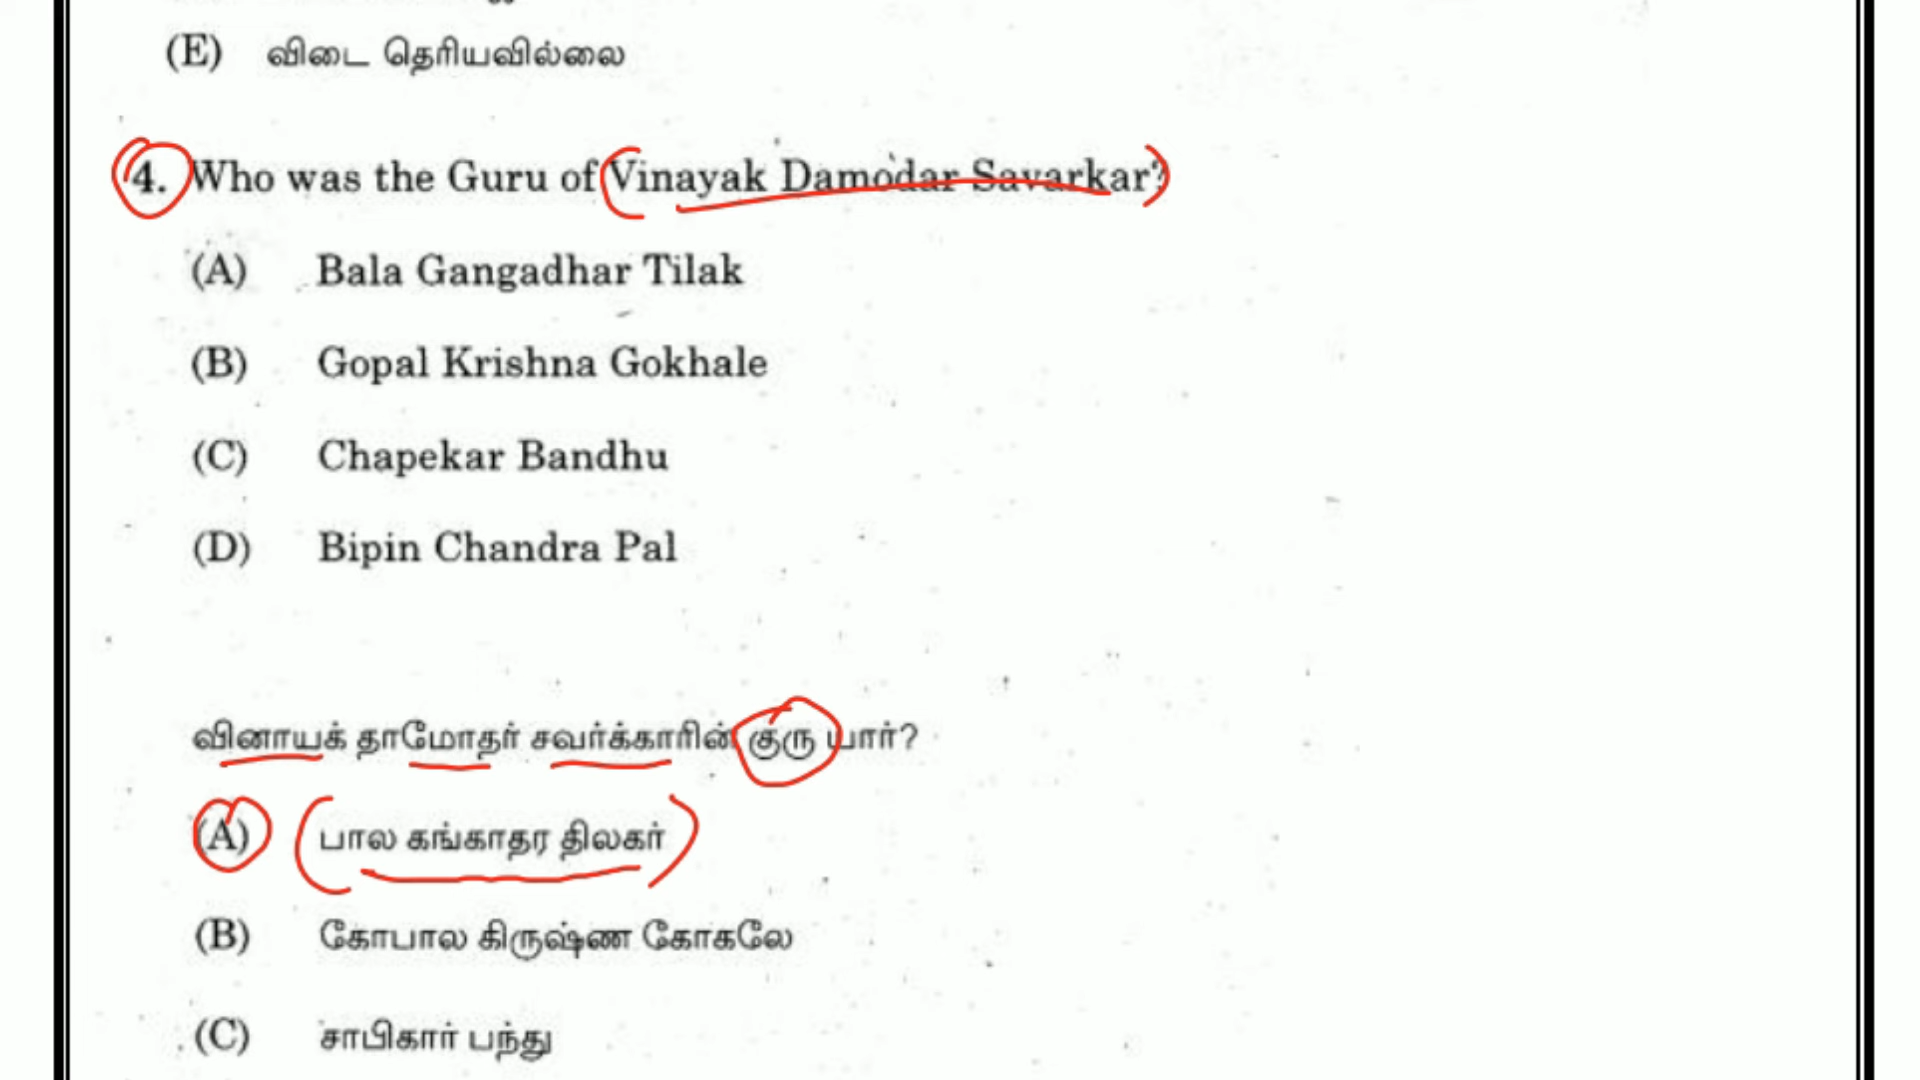 (E) விடை தெரியவில்லை
4. Who was the Guru of Vinayak Damodar Savarkar?
(A) Bala Gangadhar Tilak
(B) Gopal Krishna Gokhale
(C) Chapekar Bandhu
(D) Bipin Chandra Pal
வினாயக் தாமோதர் சவர்க்காரின் குரு யார்?
(A) பால கங்காதர திலகர்
(B) கோபால கிருஷ்ண கோகலே
(C) சாபிகார் பந்து